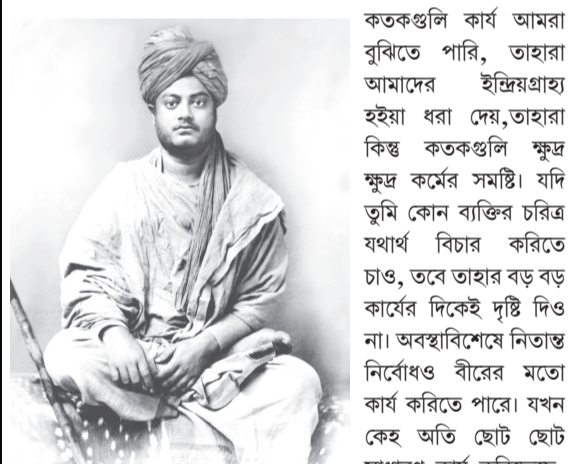 কতকগুলি কার্য আমরা
বুঝিতে পারি, তাহারা
আমাদের ইন্দ্রিয়গ্রাহ্য
হইয়া ধরা দেয়,তাহারা
কিন্তু কতকগুলি ক্ষুদ্র
ক্ষুদ্র কর্মের সমষ্টি। যদি
তুমি কোন ব্যক্তির চরিত্র
যথার্থ বিচার করিতে
চাও, তবে তাহার বড় বড়
কার্যের দিকেই দৃষ্টি দিও
না। অবস্থাবিশেষে নিতান্ত
নির্বোধও বীরের মতো
কার্য করিতে পারে। যখন
কেহ অতি ছোট ছোট